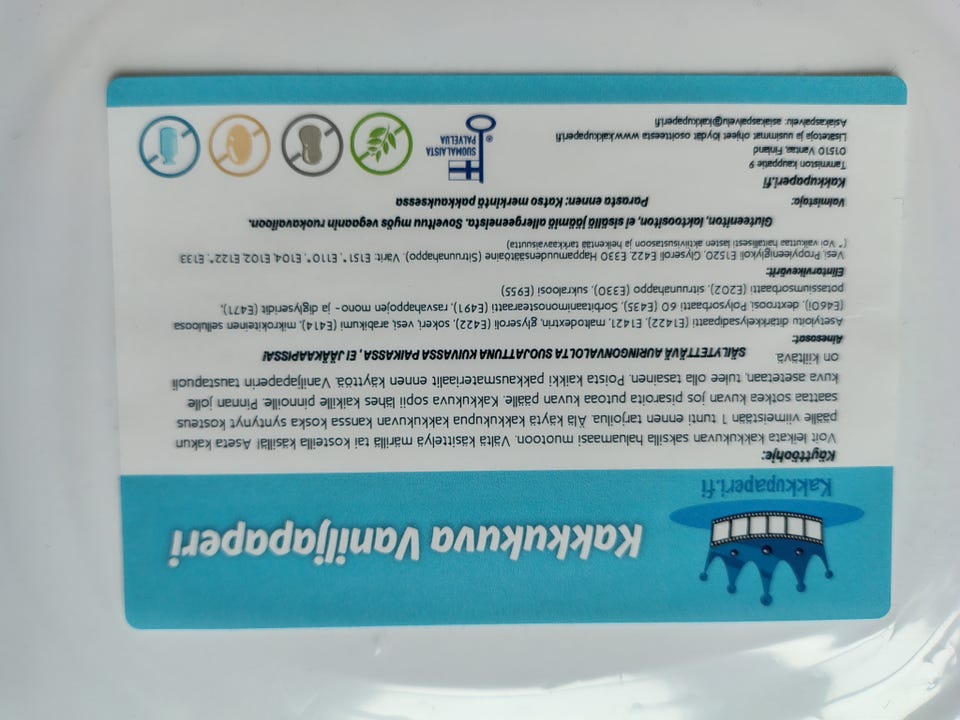 Kakkupaperi.fi
Kakkukuva Vaniljapaperi
Käyttöohje:
Voit leikata kakkukuvan saksilla haluamaasi muotoon. Vältä käsittelyä märillä tai kosteilla käsillä! Aseta kakun
päälle viimeistään 1 tunti ennen tarjoilua. Älä käytä kakkukupua kakkukuvan kanssa koska syntynyt kosteus
saattaa sotkea kuvan jos pisaroita putoaa kuvan päälle. Kakkukuva sopii lähes kaikille pinnoille. Pinnan jolle
kuva asetetaan, tulee olla tasainen. Poista kaikki pakkausmateriaalit ennen käyttöä. Vaniljapaperin taustapuoli
on kiiltävä. SÄILYTETTÄVÄ AURINGONVALOLTA SUOJATTUNA KUIVASSA PAIKASSA, EI JÄÄKAAPISSA!
Ainesosat:
Asetyloitu ditärkkelysadipaatti (E1422), E1421, maltodextrin, glyseroli (E422), sokeri, vesi, arabikumi (E414), mikrokiteinen selluloosa
(E460i), dextroosi, Polysorbaatti 60 (E435), Sorbitaanimonostearaatti (E491), rasvahappojen mono - ja diglyseridit (E471),
potassiumsorbaatti (E202), sitruunahappo (E330), sukraloosi (E955)
Elintarvikevärit:
Vesi, Propyleeniglykoli E1520, Glyseroli E422, E330 Happamuudensäätöaine (Sitruunahappo). Värit: E151*, E110*, E104, E102, E122*, E133
(* Voi vaikuttaa haitallisesti lasten aktiivisuustasoon ja heikentää tarkkaavaisuutta)
Gluteeniton, laktoositon, ei sisällä jäämiä allergeeneista. Soveltuu myös vegaanin ruokavalioon.
Valmistaja: Parasta ennen: Katso merkintä pakkauksessa
Kakkupaperi.fi
Tammiston kauppatie 9
01510 Vantaa, Finland
Lisätietoja ja uusimmat ohjeet löydät osoitteesta www.kakkupaperi.fi
Asiakaspalvelu: asiakaspalvelu@kakkupaperi.fi
SUOMALAISTA
PALVELUA
®